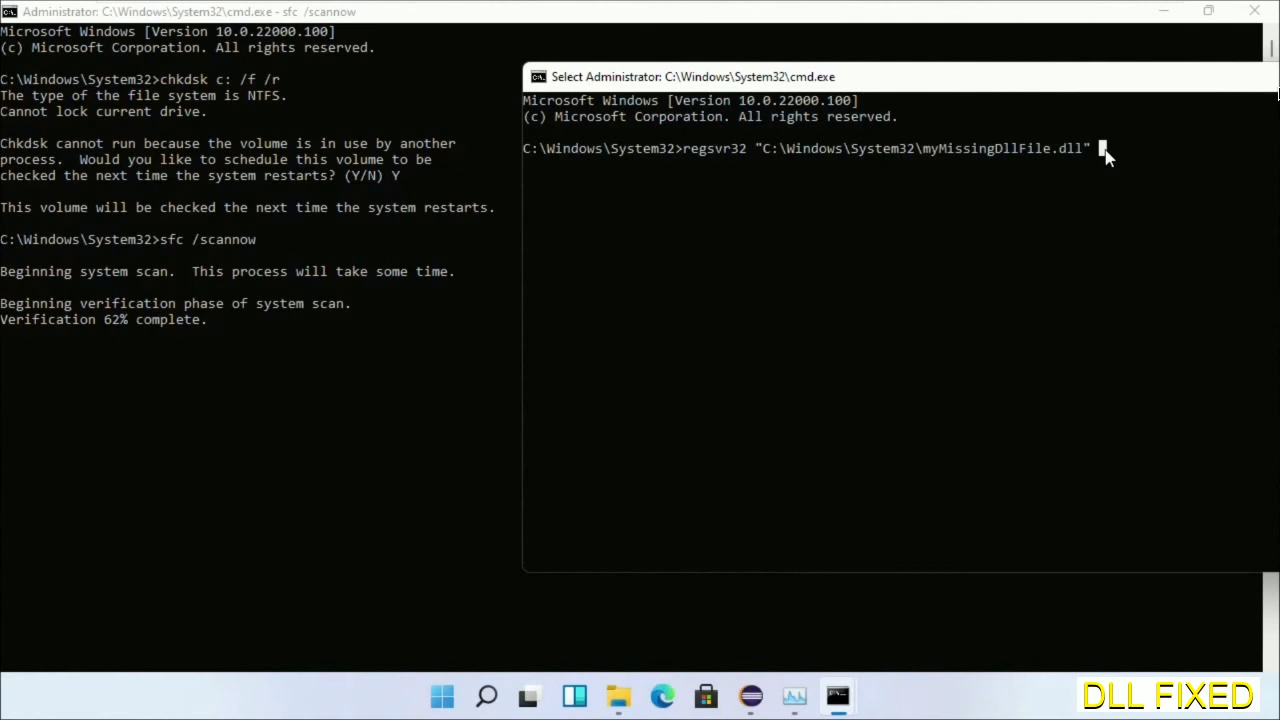 Administrator: C:\Windows\System32\cmd.exe - sfc /scannow
Microsoft Windows [Version 10.0.22000.100]
(c) Microsoft Corporation. All rights reserved.
C:\Windows\System32>chkdsk c: /f /r
The type of the file system is NTFS.
Cannot lock current drive.
Chkdsk cannot run because the volume is in use by another
process.  Would you like to schedule this volume to be
checked the next time the system restarts? (Y/N) Y
This volume will be checked the next time the system restarts.
C:\Windows\System32>sfc /scannow
Beginning system scan.  This process will take some time.
Beginning verification phase of system scan.
Verification 62% complete.
Select Administrator: C:\Windows\System32\cmd.exe
Microsoft Windows [Version 10.0.22000.100]
(c) Microsoft Corporation. All rights reserved.
C:\Windows\System32>regsvr32 "C:\Windows\System32\myMissingDllFile.dll"
DLL FIXED